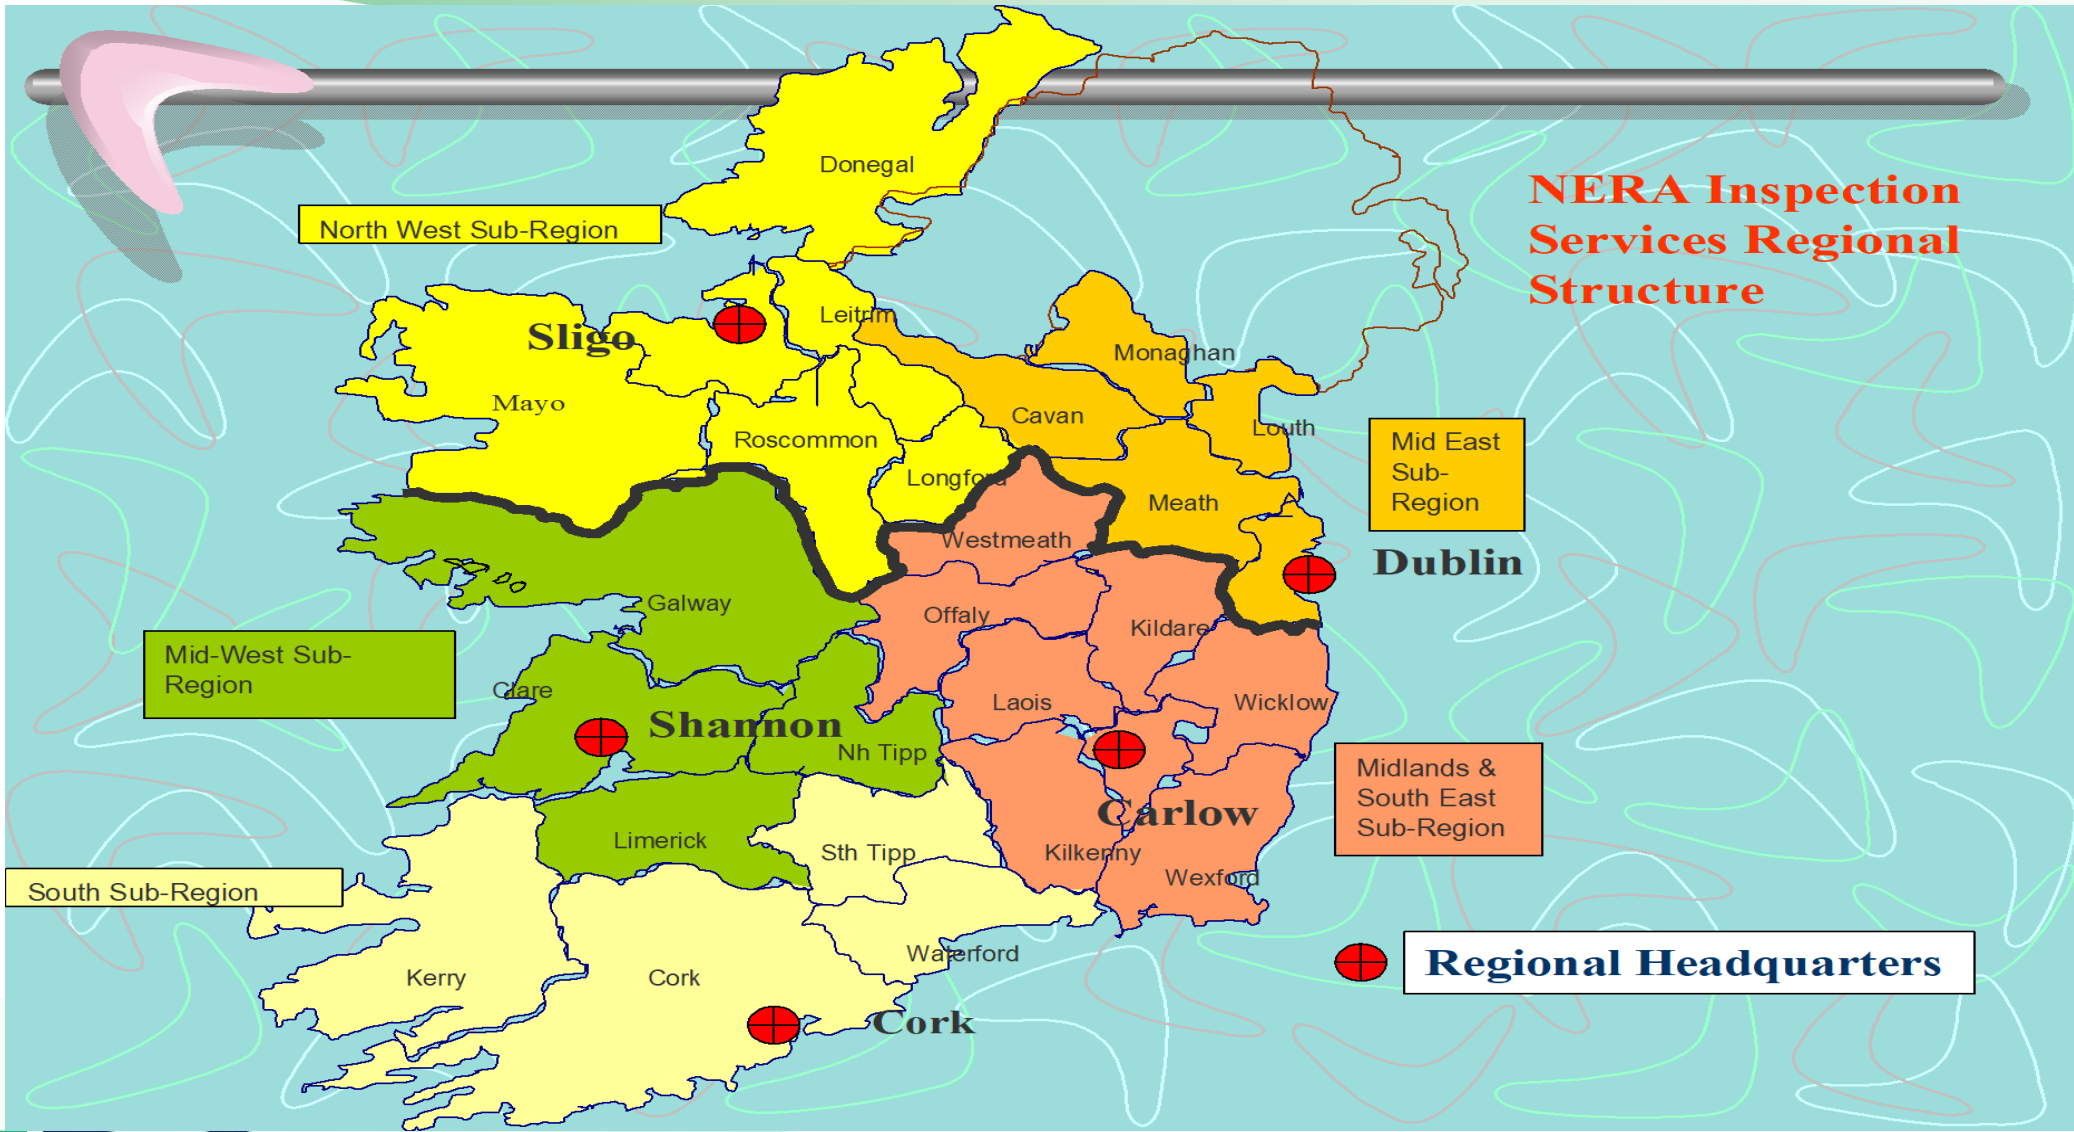 NERA Inspection
Services Regional
Structure
Donegal
North West Sub-Region
Leitrim
Sligo
Monaghan
Mayo
Cavan
Louth
Roscommon
Longford
Mid East
Sub-
Region
Meath
Westmeath
Dublin
Galway
Offaly
Kildare
Mid-West Sub-
Region
Clare
Shannon
Laois
Wicklow
Nh Tipp
Midlands &
South East
Sub-Region
Carlow
Limerick
Sth Tipp
Kilkenny
Wexford
South Sub-Region
Waterford
Kerry
Cork
Cork
Regional Headquarters